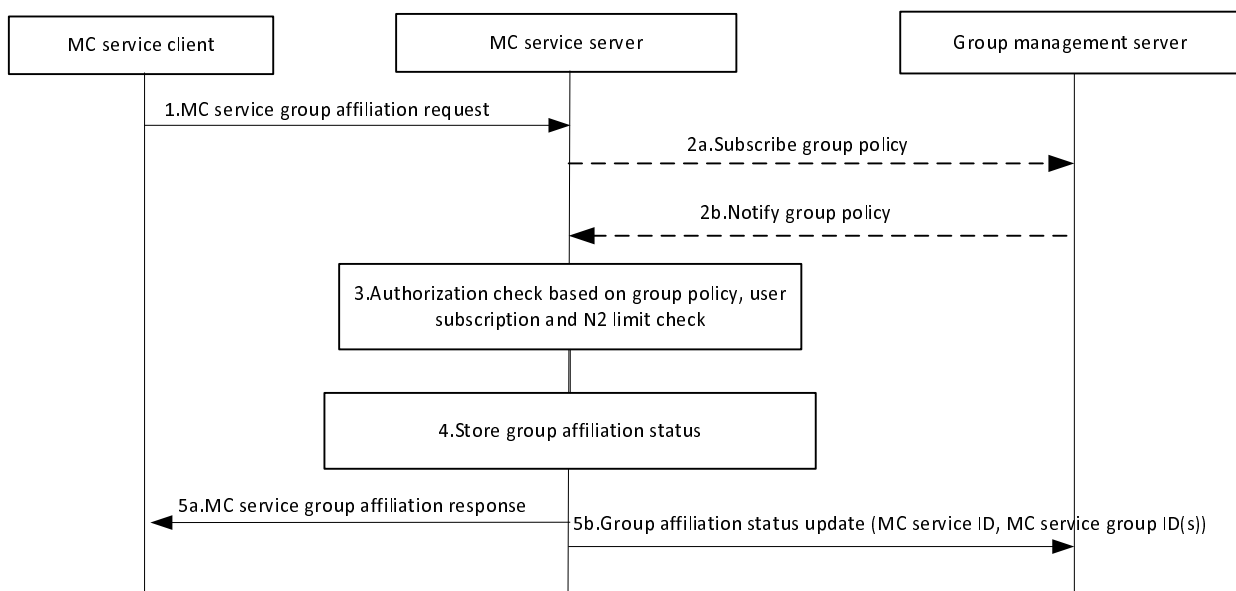 MC service client
MC service server
Group management server
1.MC service group affiliation request
2a.Subscribe group policy
2b.Notify group policy
3.Authorization check based on group policy, user
subscription and N2 limit check
4.Store group affiliation status
5a.MC service group affiliation response
5b.Group affiliation status update (MC service ID, MC service group ID(s))